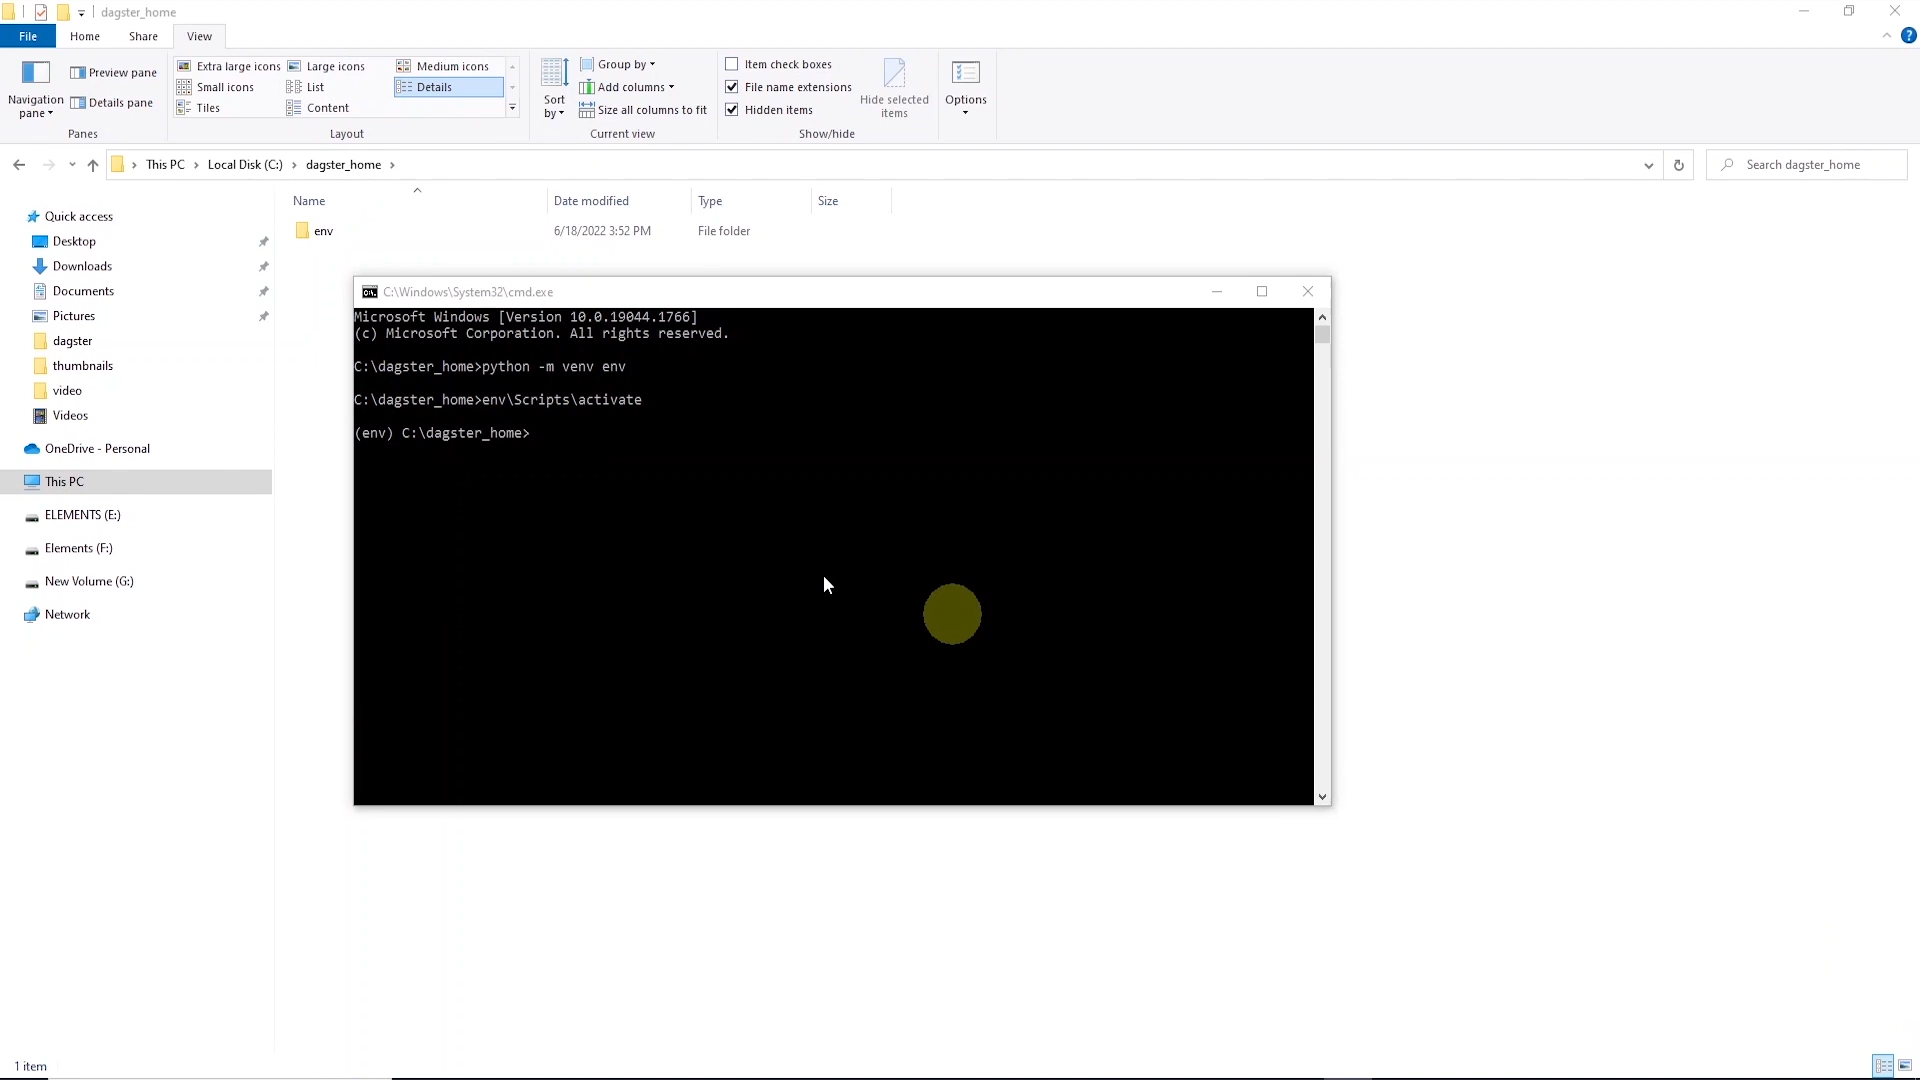 dagster_home
File Home Share View
Navigation pane
Preview pane
Details pane
Panes
Extra large icons Large icons Medium icons
Small icons List Details
Tiles Content
Layout
Sort by
Group by
Add columns
Size all columns to fit
Current view
Item check boxes
File name extensions
Hidden items
Hide selected items
Show/hide
Options
This PC Local Disk (C:) dagster_home
Search dagster_home
Name Date modified Type Size
env 6/18/2022 3:52 PM File folder
Quick access
Desktop
Downloads
Documents
Pictures
dagster
thumbnails
video
Videos
OneDrive - Personal
This PC
ELEMENTS (E:)
Elements (F:)
New Volume (G:)
Network
C:\Windows\System32\cmd.exe
Microsoft Windows [Version 10.0.19044.1766]
(c) Microsoft Corporation. All rights reserved.
C:\dagster_home>python -m venv env
C:\dagster_home>env\Scripts\activate
(env) C:\dagster_home>
1 item